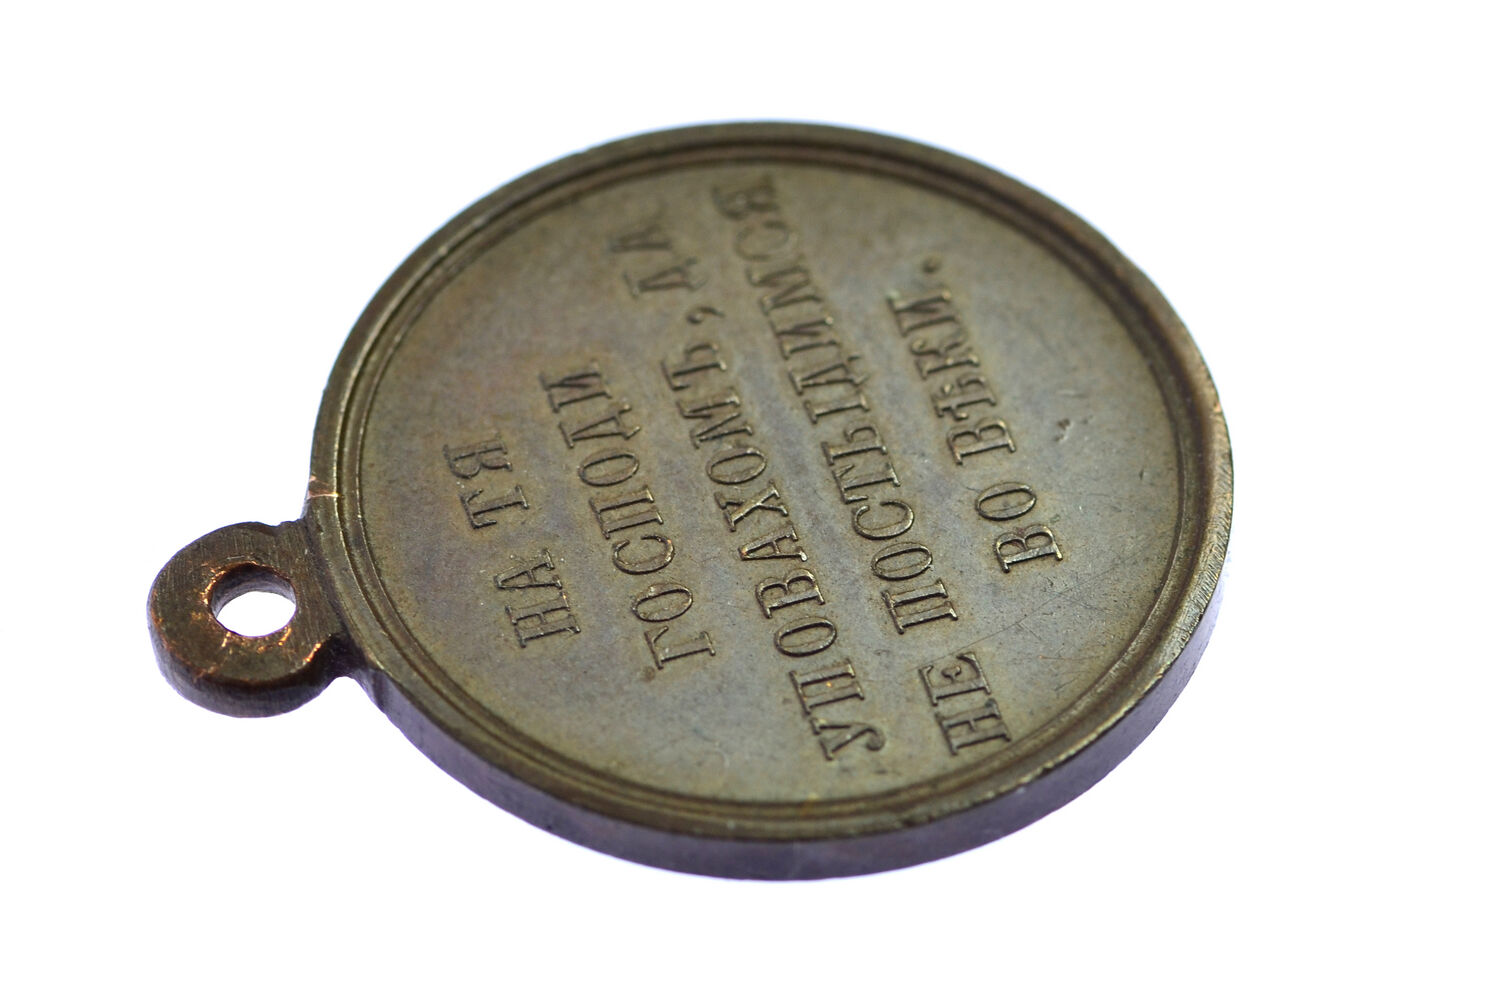 НА ТЯ
ГОСПОДИ
УПОВАХОМЪ, ДА
НЕ ПОСТЫДИМСЯ
ВО ВѢКИ.